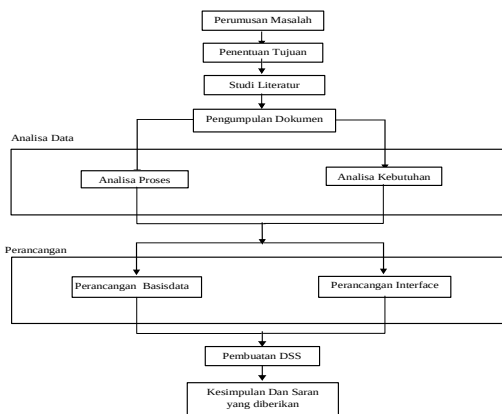 Perumusan Masalah
Penentuan Tujuan
Studi Literatur
Pengumpulan Dokumen
Analisa Data
Analisa Proses
Analisa Kebutuhan
Perancangan
Perancangan Basisdata
Perancangan Interface
Pembuatan DSS
Kesimpulan Dan Saran
yang diberikan